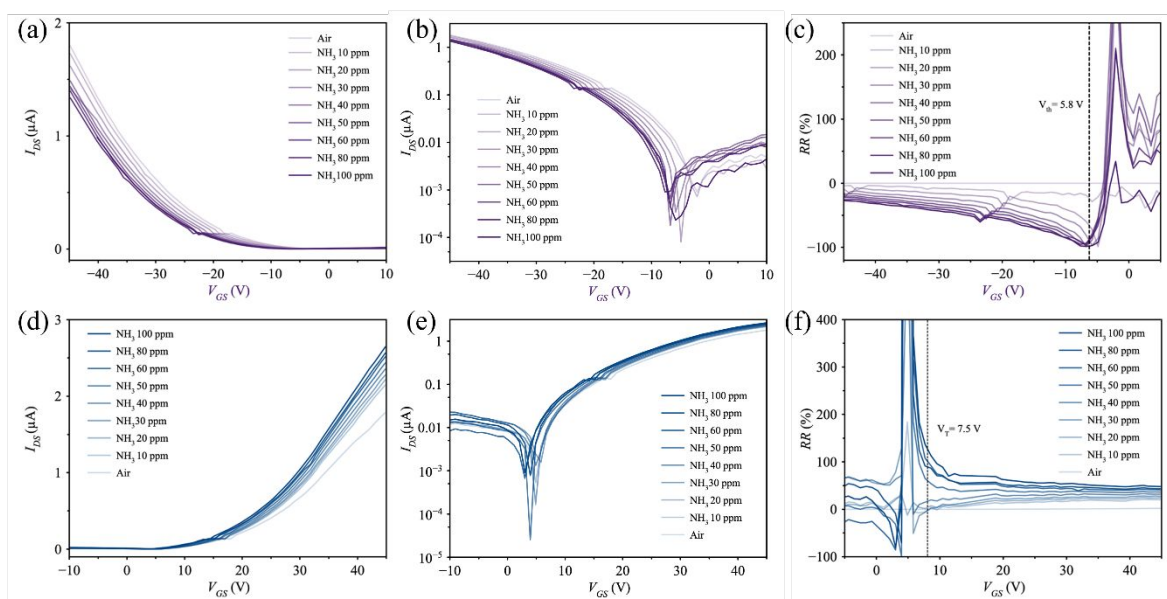 (a)
2
1
0
I_DS (μA)
−40
−30
−20
−10
0
10
V_GS (V)
Air
NH3 10 ppm
NH3 20 ppm
NH3 30 ppm
NH3 40 ppm
NH3 50 ppm
NH3 60 ppm
NH3 80 ppm
NH3 100 ppm
(b)
1
0.1
0.01
10^−3
10^−4
I_DS (μA)
−40
−30
−20
−10
0
10
V_GS (V)
Air
NH3 10 ppm
NH3 20 ppm
NH3 30 ppm
NH3 40 ppm
NH3 50 ppm
NH3 60 ppm
NH3 80 ppm
NH3 100 ppm
(c)
200
100
0
−100
RR (%)
−40
−30
−20
−10
0
V_GS (V)
Air
NH3 10 ppm
NH3 20 ppm
NH3 30 ppm
NH3 40 ppm
NH3 50 ppm
NH3 60 ppm
NH3 80 ppm
NH3 100 ppm
V_th= 5.8 V
(d)
3
2
1
0
I_DS (μA)
−10
0
10
20
30
40
V_GS (V)
NH3 100 ppm
NH3 80 ppm
NH3 60 ppm
NH3 50 ppm
NH3 40 ppm
NH3 30 ppm
NH3 20 ppm
NH3 10 ppm
Air
(e)
1
0.1
0.01
10^−3
10^−4
10^−5
I_DS (μA)
−10
0
10
20
30
40
V_GS (V)
NH3 100 ppm
NH3 80 ppm
NH3 60 ppm
NH3 50 ppm
NH3 40 ppm
NH3 30 ppm
NH3 20 ppm
NH3 10 ppm
Air
(f)
400
300
200
100
0
−100
RR (%)
0
10
20
30
40
V_GS (V)
NH3 100 ppm
NH3 80 ppm
NH3 60 ppm
NH3 50 ppm
NH3 40 ppm
NH3 30 ppm
NH3 20 ppm
NH3 10 ppm
Air
V_T= 7.5 V